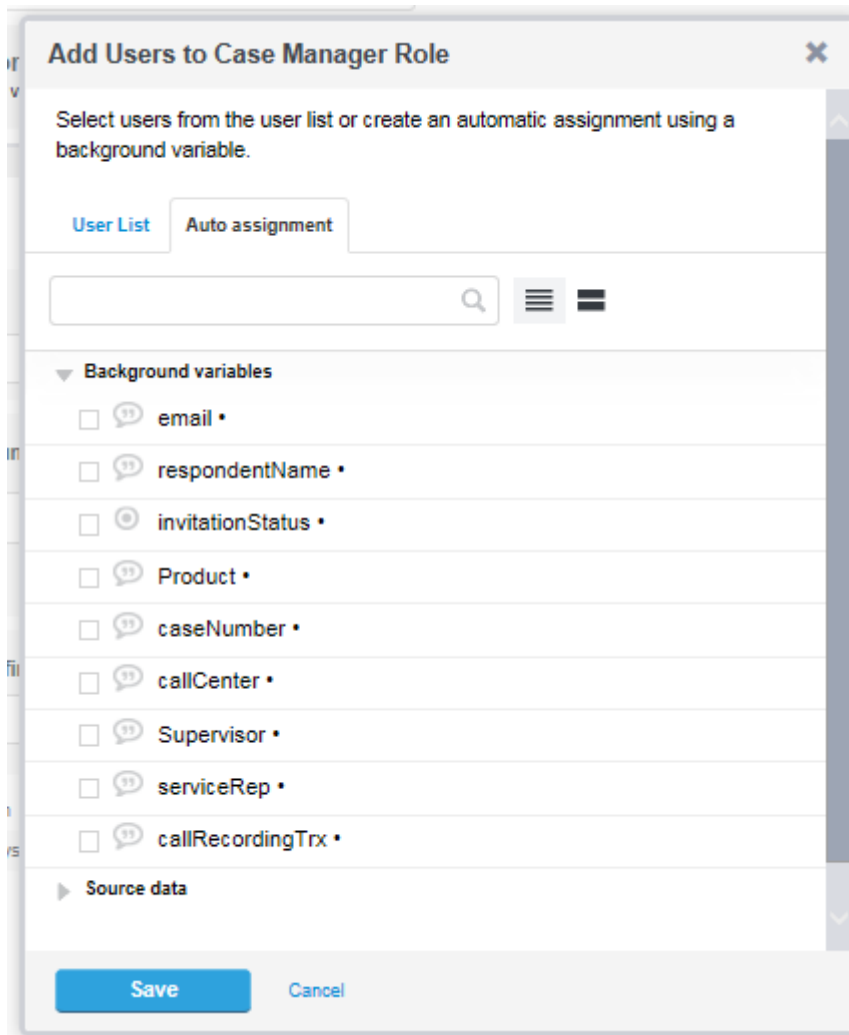 Add Users to Case Manager Role
Select users from the user list or create an automatic assignment using a
background variable.
User List
Auto assignment
Background variables
email •
respondentName •
invitationStatus •
Product •
caseNumber •
callCenter •
Supervisor •
serviceRep •
callRecordingTrx •
Source data
Save
Cancel